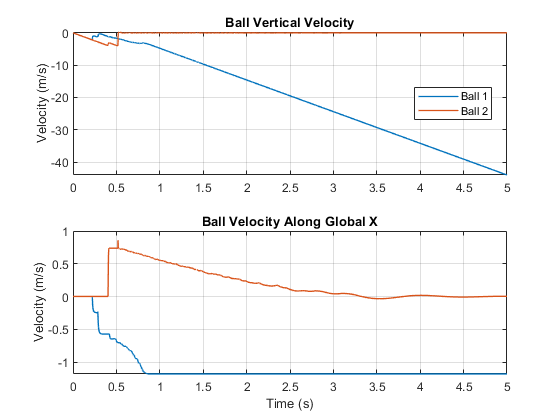 Ball Vertical Velocity
Velocity (m/s)
0
-10
-20
-30
-40
Ball 1
Ball 2
0 0.5 1 1.5 2 2.5 3 3.5 4 4.5 5
Ball Velocity Along Global X
Velocity (m/s)
1
0.5
0
-0.5
-1
0 0.5 1 1.5 2 2.5 3 3.5 4 4.5 5
Time (s)